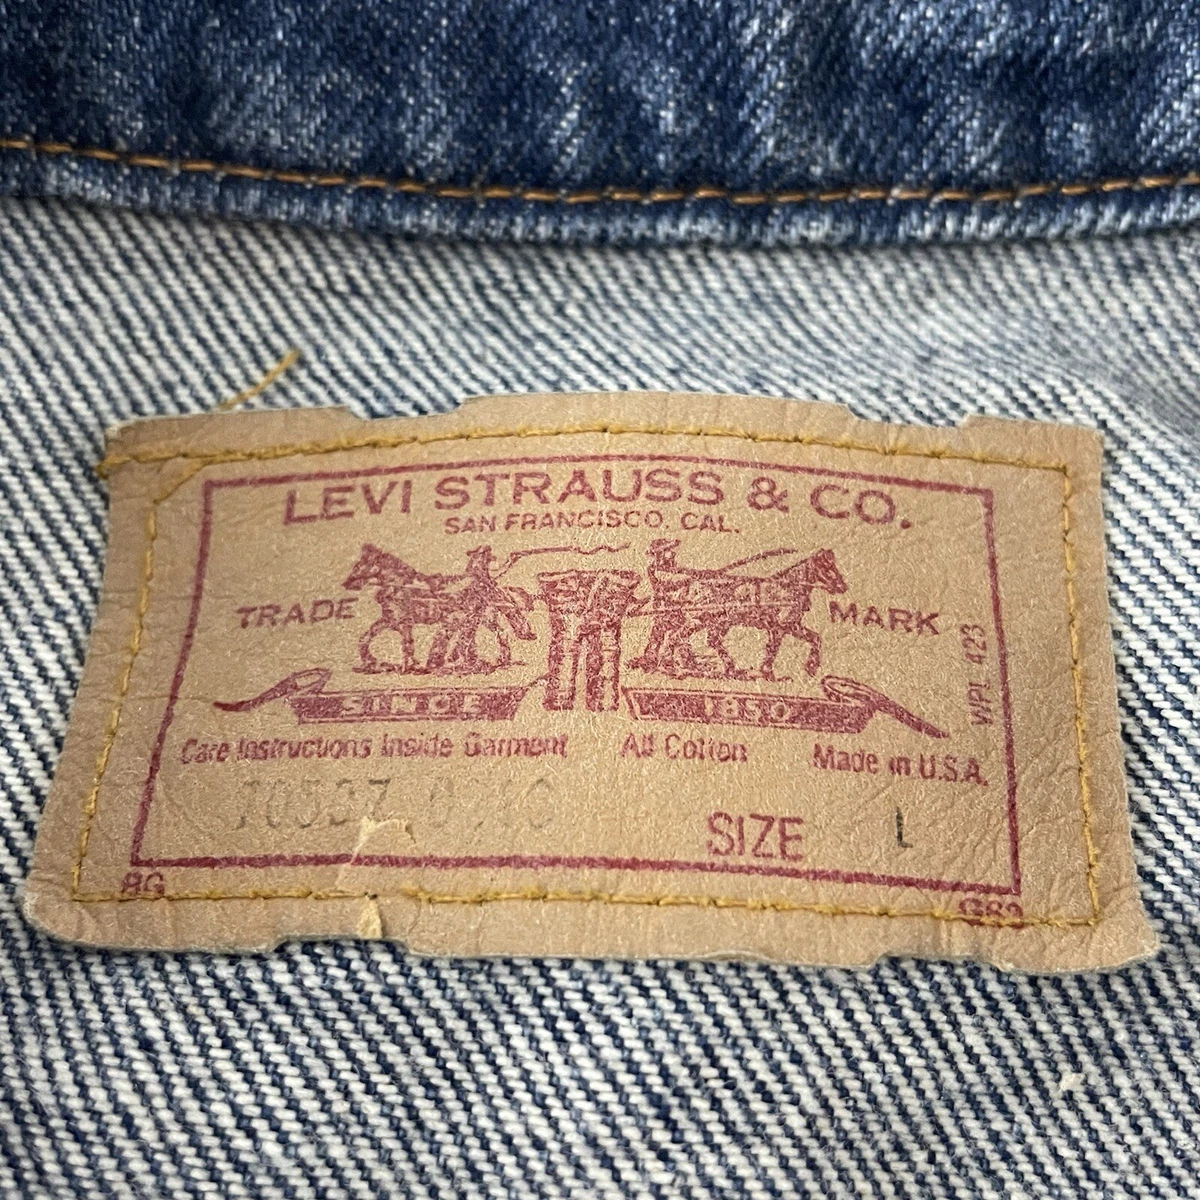 LEVI STRAUSS & CO.
SAN FRANCISCO, CAL.
TRADE MARK
WPL 423
SINCE 1850
Care Instructions Inside Garment All Cotton Made in U.S.A.
SIZE L
8G